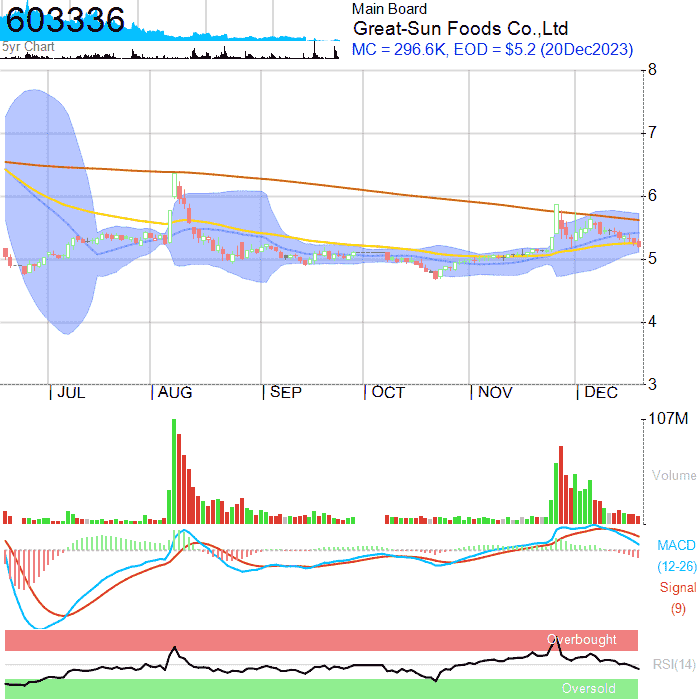 603336
5yr Chart
Main Board
Great-Sun Foods Co.,Ltd
MC = 296.6K, EOD = $5.2 (20Dec2023)
8
7
6
5
4
3
JUL
AUG
SEP
OCT
NOV
DEC
107M
Volume
MACD
(12-26)
Signal
(9)
Overbought
RSI(14)
Oversold